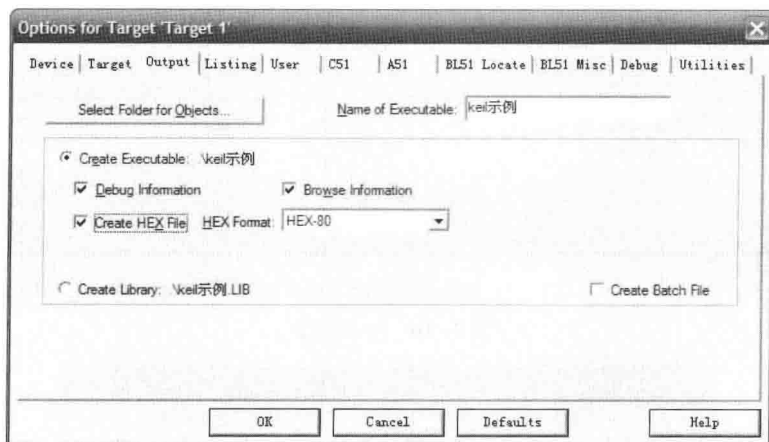 Options for Target 'Target 1'
Device Target Output Listing User C51 A51 BL51 Locate BL51 Misc Debug Utilities
Select Folder for Objects... Name of Executable: keil示例
Create Executable: .\keil示例
Debug Information Browse Information
Create HEX File HEX Format: HEX-80
Create Library: .\keil示例.LIB Create Batch File
OK Cancel Defaults Help